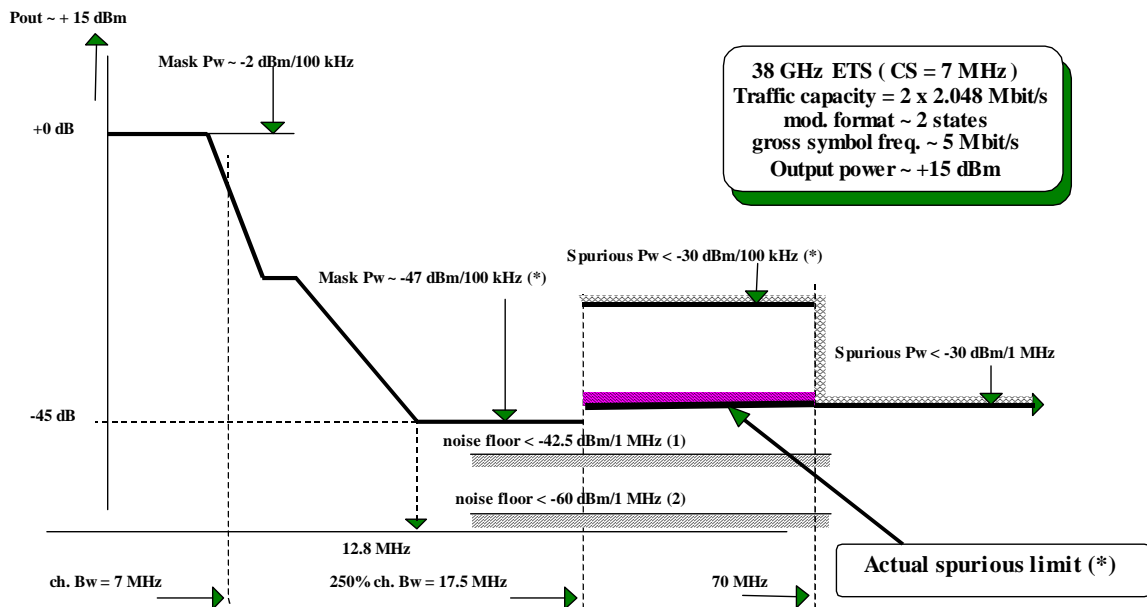 Pout ~ + 15 dBm
Mask Pw ~ -2 dBm/100 kHz
38 GHz ETS ( CS = 7 MHz )
Traffic capacity = 2 x 2.048 Mbit/s
mod. format ~ 2 states
gross symbol freq. ~ 5 Mbit/s
Output power ~ +15 dBm
+0 dB
Spurious Pw < -30 dBm/100 kHz (*)
Mask Pw ~ -47 dBm/100 kHz (*)
Spurious Pw < -30 dBm/1 MHz
-45 dB
noise floor < -42.5 dBm/1 MHz (1)
noise floor < -60 dBm/1 MHz (2)
12.8 MHz
Actual spurious limit (*)
ch. Bw = 7 MHz
250% ch. Bw = 17.5 MHz
70 MHz